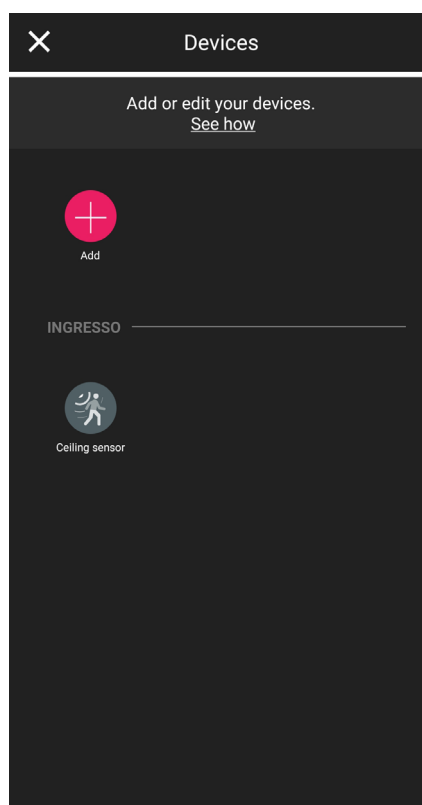 Devices
Add or edit your devices.
See how
Add
INGRESSO
Ceiling sensor